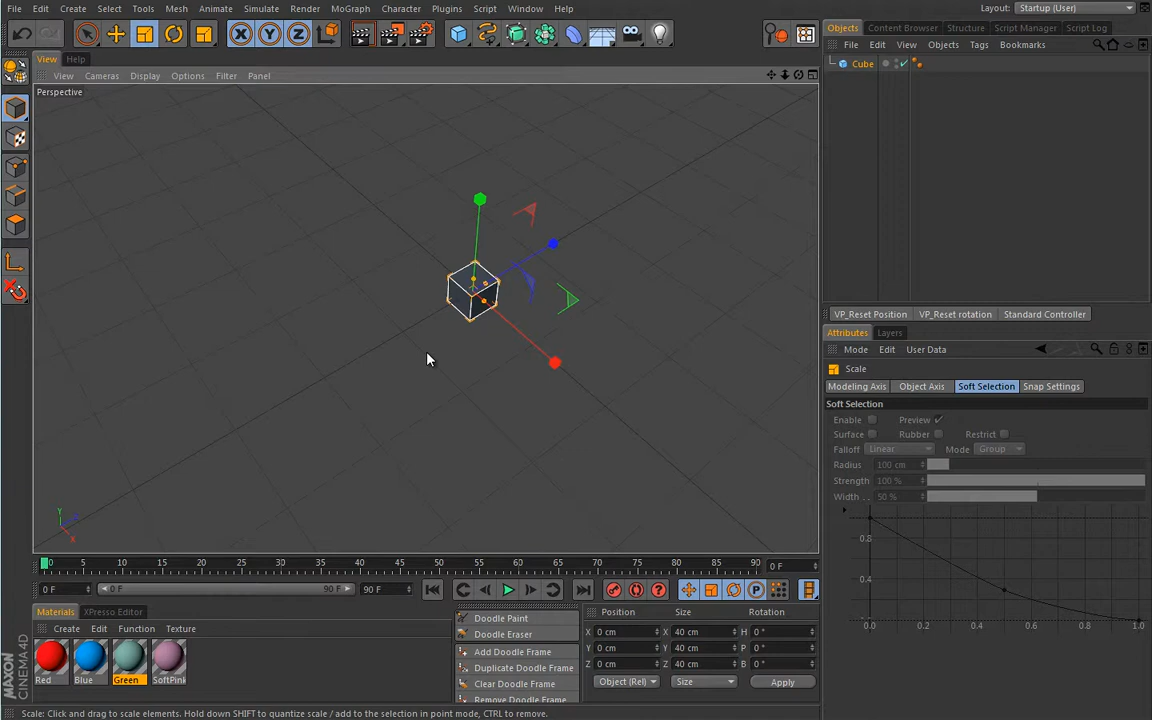 File Edit Create Select Tools Mesh Animate Simulate Render MoGraph Character Plugins Script Window Help Layout: Startup (User)
Objects Content Browser Structure Script Manager Script Log
File Edit View Objects Tags Bookmarks
View Help
Cube
View Cameras Display Options Filter Panel
Perspective
X Y Z
Y
Z
X
VP_Reset Position VP_Reset rotation Standard Controller
Attributes Layers
Mode Edit User Data
Scale
Modeling Axis Object Axis Soft Selection Snap Settings
Soft Selection
Enable Preview
Surface Rubber Restrict
Falloff Linear Mode Group
Radius 100 cm
Strength 100 %
Width .. 50 %
0.8
0.4
0.0 0.2 0.4 0.6 0.8 1.0
0 5 10 15 20 25 30 35 40 45 50 55 60 65 70 75 80 85 90 0 F
0 F 0 F 90 F 90 F
Materials XPresso Editor
Create Edit Function Texture
Red Blue Green SoftPink
Doodle Paint
Doodle Eraser
Add Doodle Frame
Duplicate Doodle Frame
Clear Doodle Frame
Remove Doodle Frame
Position Size Rotation
X 0 cm X 40 cm H 0 °
Y 0 cm Y 40 cm P 0 °
Z 0 cm Z 40 cm B 0 °
Object (Rel) Size Apply
MAXON
CINEMA 4D
Scale: Click and drag to scale elements. Hold down SHIFT to quantize scale / add to the selection in point mode, CTRL to remove.